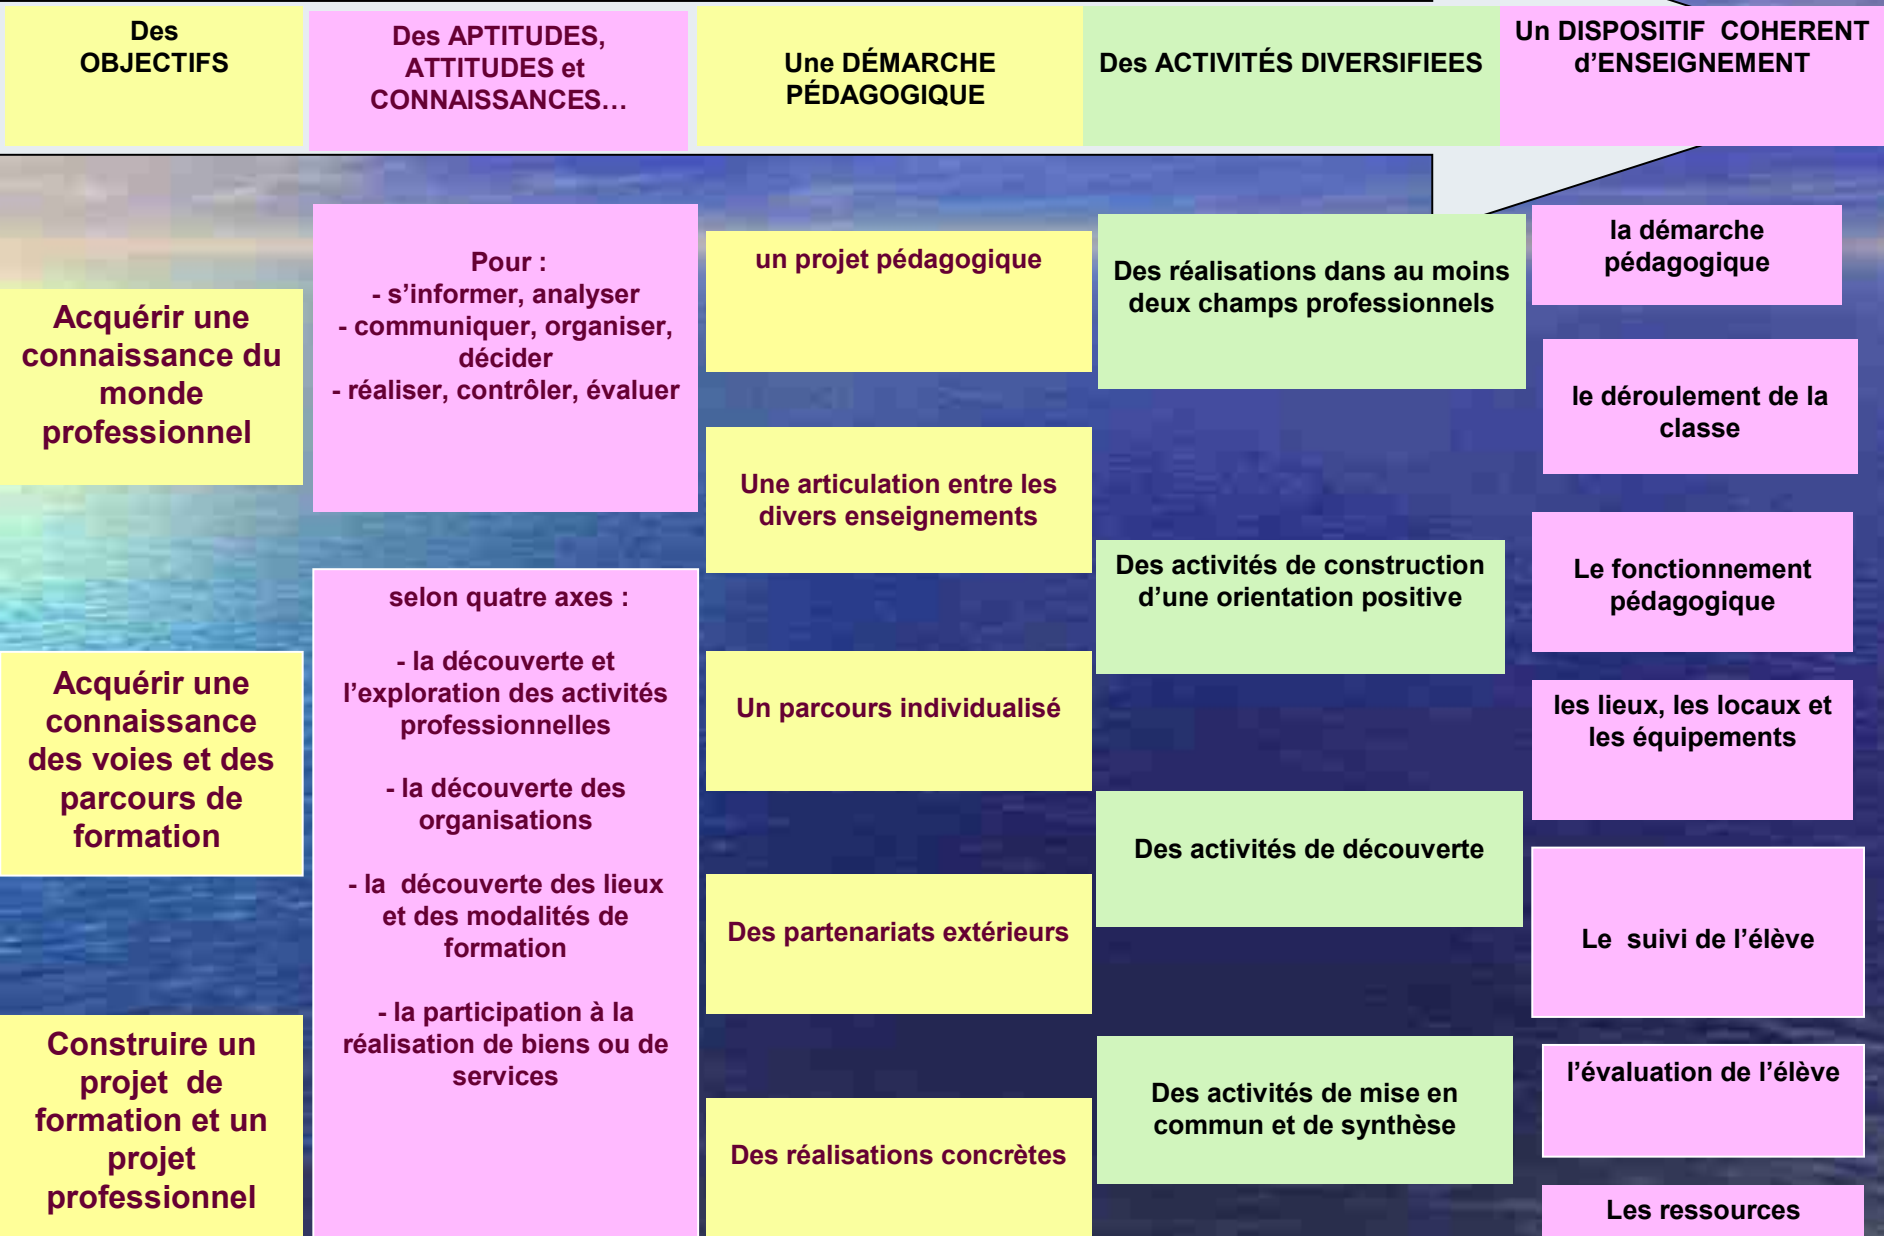 Des
OBJECTIFS
Des APTITUDES,
ATTITUDES et
CONNAISSANCES…
Une DÉMARCHE
PÉDAGOGIQUE
Des ACTIVITÉS DIVERSIFIEES
Un DISPOSITIF COHERENT
d’ENSEIGNEMENT
Acquérir une
connaissance du
monde
professionnel
Acquérir une
connaissance
des voies et des
parcours de
formation
Construire un
projet de
formation et un
projet
professionnel
Pour :
- s’informer, analyser
- communiquer, organiser,
décider
- réaliser, contrôler, évaluer
selon quatre axes :
- la découverte et
l’exploration des activités
professionnelles
- la découverte des
organisations
- la découverte des lieux
et des modalités de
formation
- la participation à la
réalisation de biens ou de
services
un projet pédagogique
Une articulation entre les
divers enseignements
Un parcours individualisé
Des partenariats extérieurs
Des réalisations concrètes
Des réalisations dans au moins
deux champs professionnels
Des activités de construction
d’une orientation positive
Des activités de découverte
Des activités de mise en
commun et de synthèse
la démarche
pédagogique
le déroulement de la
classe
Le fonctionnement
pédagogique
les lieux, les locaux et
les équipements
Le suivi de l’élève
l’évaluation de l’élève
Les ressources